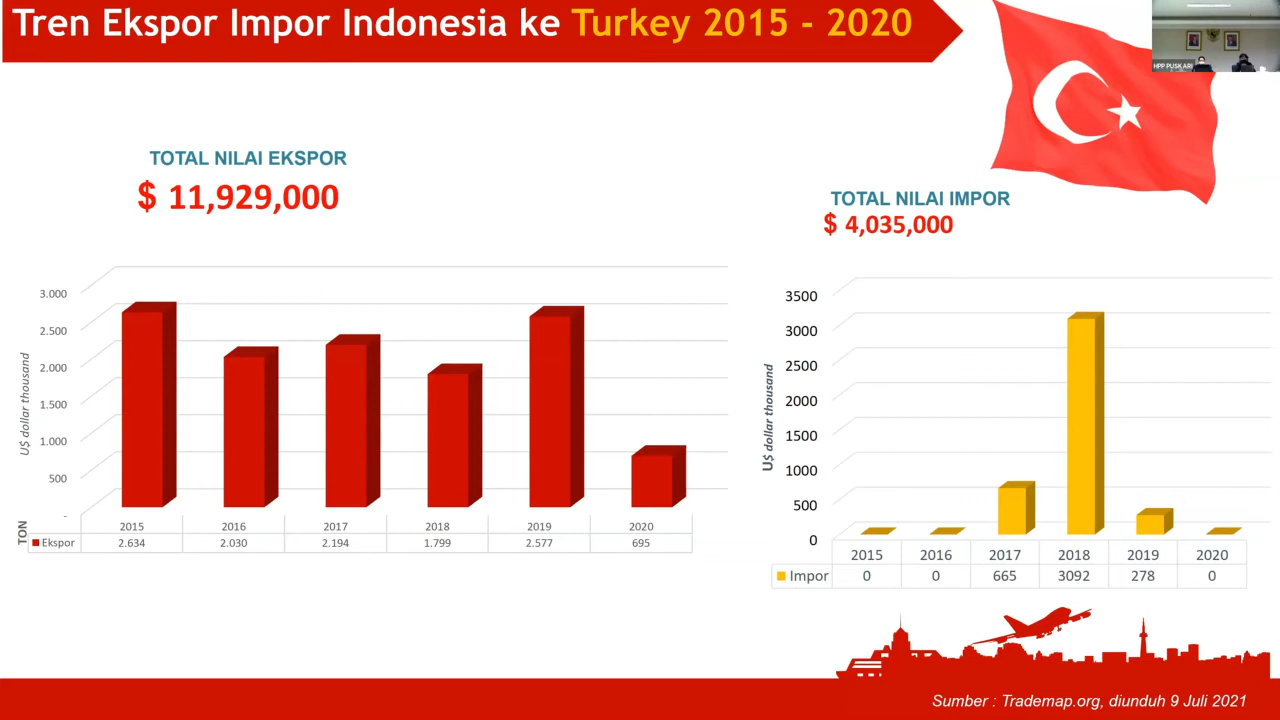 Tren Ekspor Impor Indonesia ke Turkey 2015 - 2020
HPP PUSK ARI
TOTAL NILAI EKSPOR
$ 11,929,000
TOTAL NILAI IMPOR
$ 4,035,000
U$ dollar thousand
3.000
2.500
2.000
1.500
1.000
500
-
TON
2015 2016 2017 2018 2019 2020
Ekspor 2.634 2.030 2.194 1.799 2.577 695
U$ dollar thousand
3500
3000
2500
2000
1500
1000
500
0
2015 2016 2017 2018 2019 2020
Impor 0 0 665 3092 278 0
Sumber : Trademap.org, diunduh 9 Juli 2021